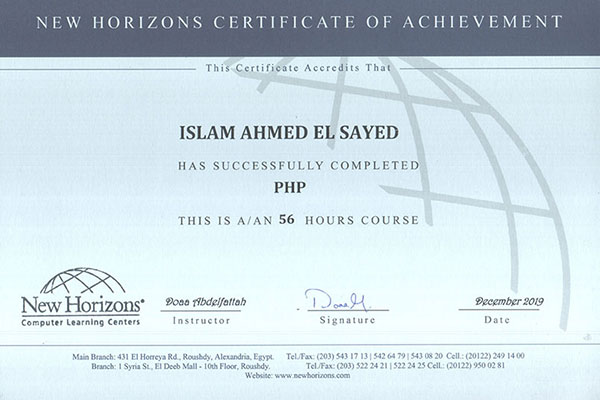 NEW HORIZONS CERTIFICATE OF ACHIEVEMENT
This Certificate Accredits That
ISLAM AHMED EL SAYED
HAS SUCCESSFULLY COMPLETED
PHP
THIS IS A/AN 56 HOURS COURSE
New Horizons®
Computer Learning Centers
Doaa Abdelfattah
Instructor
Signature
December 2019
Date
Main Branch: 431 El Horreya Rd., Roushdy, Alexandria, Egypt. Tel./Fax: (203) 543 17 13 | 542 64 79 | 543 08 20 Cell.: (20122) 249 14 00
Branch: 1 Syria St., El Deeb Mall - 10th Floor, Roushdy. Tel./Fax: (203) 522 24 21 | 522 24 25 Cell.: (20122) 950 02 81
Website: www.newhorizons.com